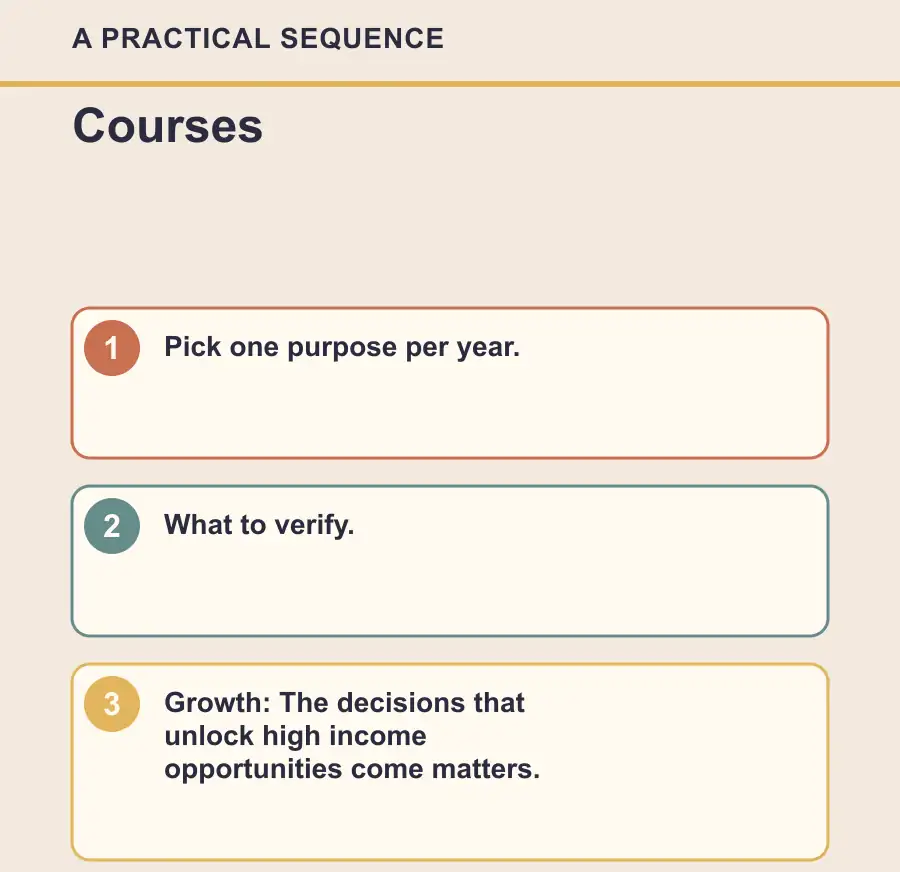 A PRACTICAL SEQUENCE
Courses
1
Pick one purpose per year.
2
What to verify.
3
Growth: The decisions that
unlock high income
opportunities come matters.